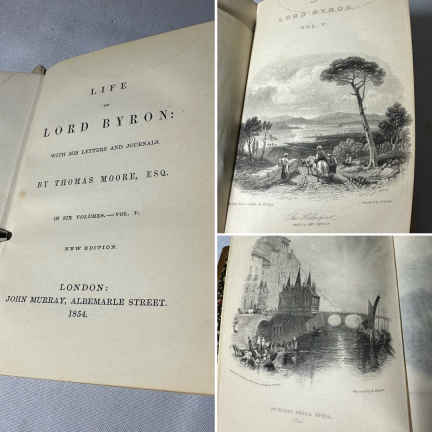 LIFE
OF
LORD BYRON:
WITH HIS LETTERS AND JOURNALS.
BY THOMAS MOORE, ESQ.
IN SIX VOLUMES.—VOL. V.
NEW EDITION.
LONDON:
JOHN MURRAY, ALBEMARLE STREET.
1854.
LORD BYRON.
VOL. V.